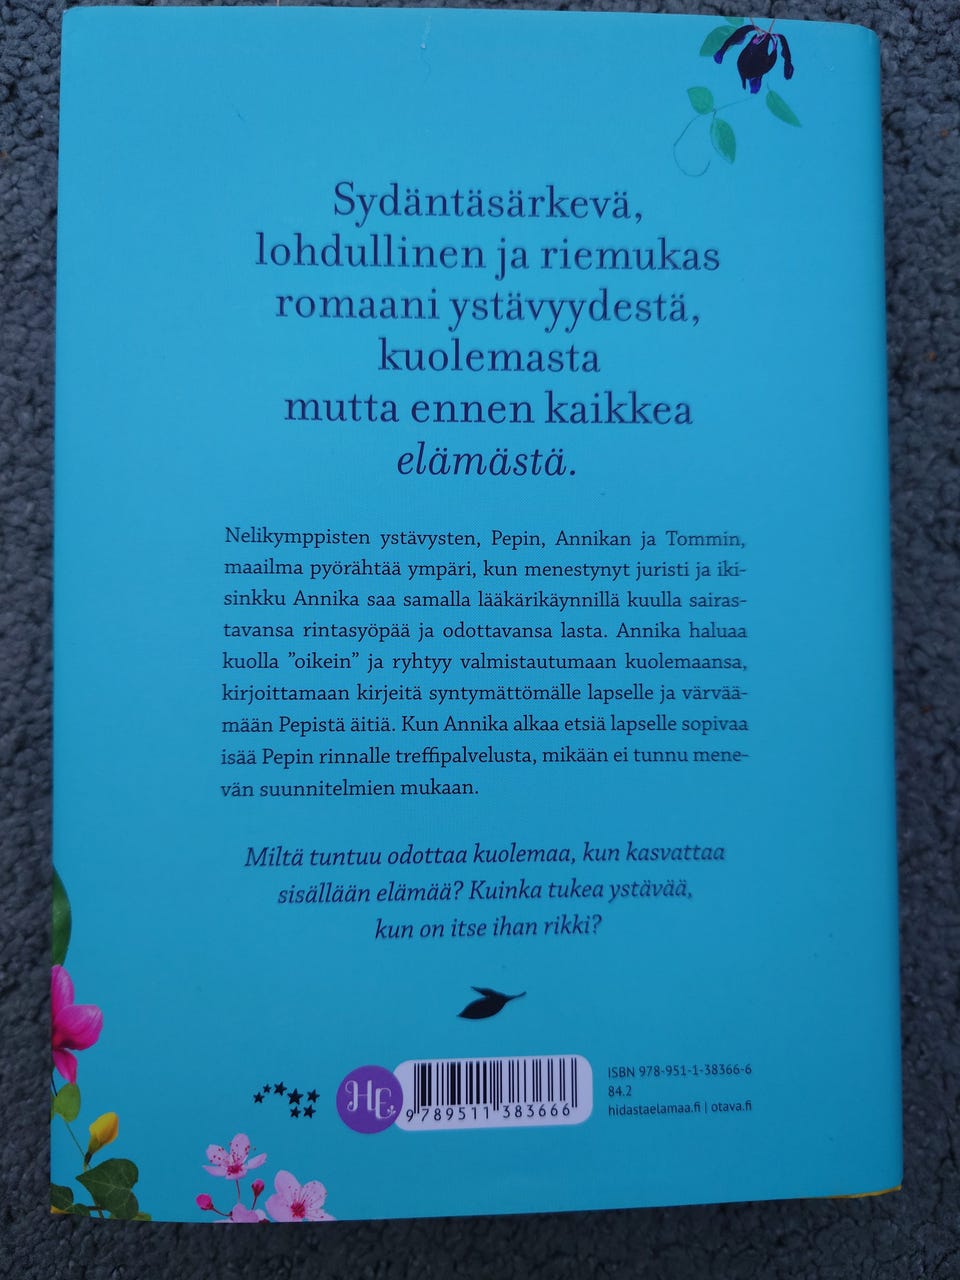 Sydäntäsärkevä,
lohdullinen ja riemukas
romaani ystävyydestä,
kuolemasta
mutta ennen kaikkea
elämästä.
Nelikymppisten ystävysten, Pepin, Annikan ja Tommin,
maailma pyörähtää ympäri, kun menestynyt juristi ja iki-
sinkku Annika saa samalla lääkärikäynnillä kuulla sairas-
tavansa rintasyöpää ja odottavansa lasta. Annika haluaa
kuolla ”oikein” ja ryhtyy valmistautumaan kuolemaansa,
kirjoittamaan kirjeitä syntymättömälle lapselle ja värvää-
mään Pepistä äitiä. Kun Annika alkaa etsiä lapselle sopivaa
isää Pepin rinnalle treffipalvelusta, mikään ei tunnu mene-
vän suunnitelmien mukaan.
Miltä tuntuu odottaa kuolemaa, kun kasvattaa
sisällään elämää? Kuinka tukea ystävää,
kun on itse ihan rikki?
HE
9 789511 383666
ISBN 978-951-1-38366-6
84.2
hidastaelamaa.fi | otava.fi